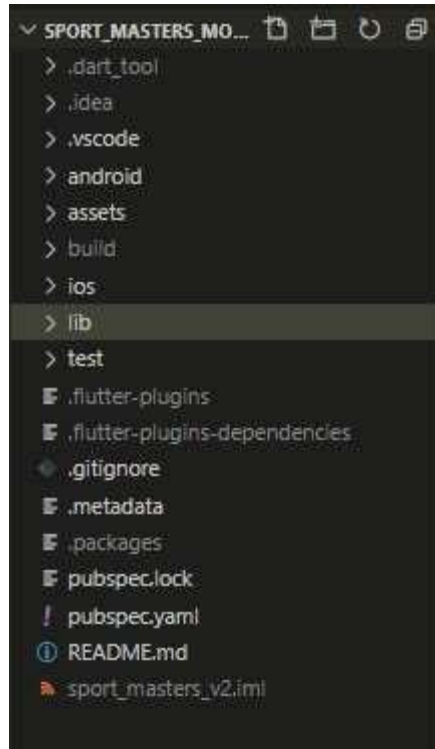 SPORT_MASTERS_MO...
.dart_tool
.idea
.vscode
android
assets
build
ios
lib
test
.flutter-plugins
.flutter-plugins-dependencies
.gitignore
.metadata
.packages
pubspec.lock
pubspec.yaml
README.md
sport_masters_v2.iml